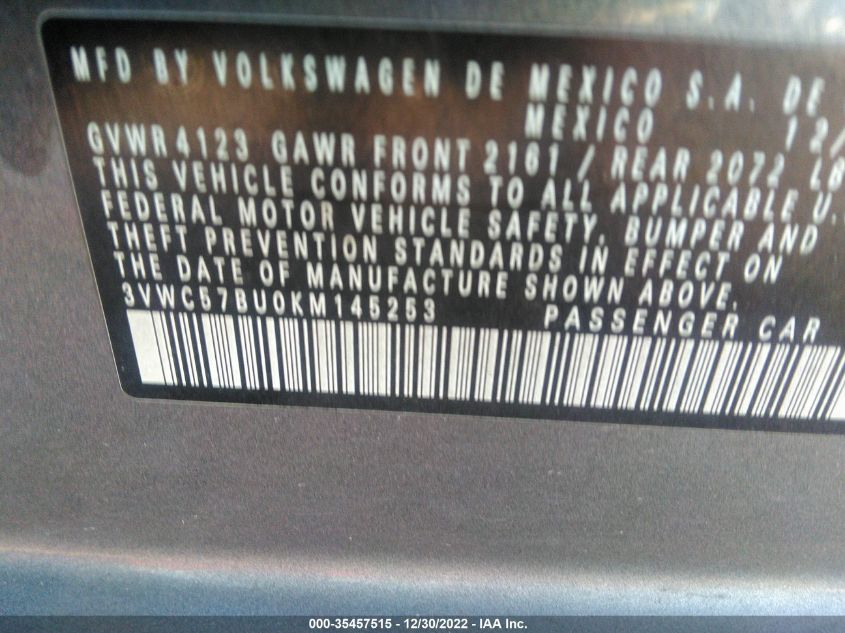 MFD BY VOLKSWAGEN DE MEXICO S.A. DE
MEXICO 12/
GVWR 4123 GAWR FRONT 2161 / REAR 2072 LB
THIS VEHICLE CONFORMS TO ALL APPLICABLE U.
FEDERAL MOTOR VEHICLE SAFETY, BUMPER AND
THEFT PREVENTION STANDARDS IN EFFECT ON
THE DATE OF MANUFACTURE SHOWN ABOVE.
3VWC57BU0KM145253 PASSENGER CAR
000-35457515 - 12/30/2022 - IAA Inc.